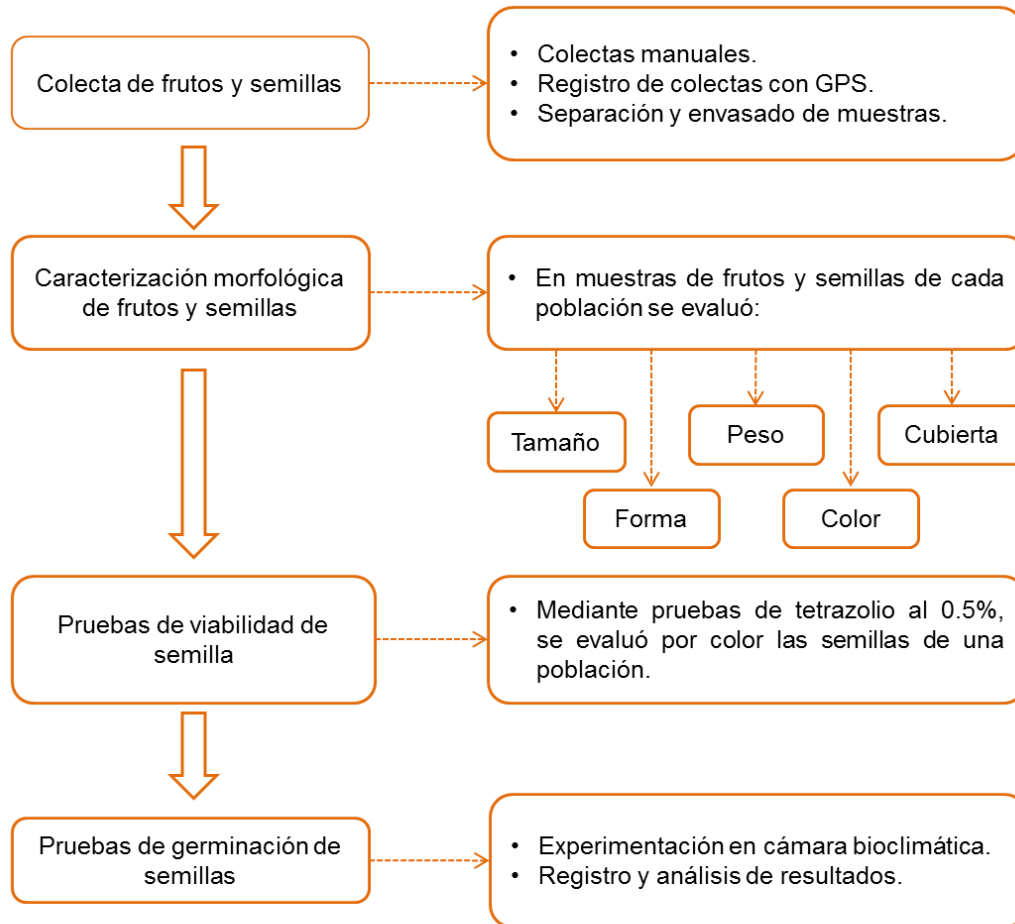 Colecta de frutos y semillas
• Colectas manuales.
• Registro de colectas con GPS.
• Separación y envasado de muestras.
Caracterización morfológica
de frutos y semillas
• En muestras de frutos y semillas de cada
población se evaluó:
Tamaño
Peso
Cubierta
Forma
Color
Pruebas de viabilidad de
semilla
• Mediante pruebas de tetrazolio al 0.5%,
se evaluó por color las semillas de una
población.
Pruebas de germinación de
semillas
• Experimentación en cámara bioclimática.
• Registro y análisis de resultados.